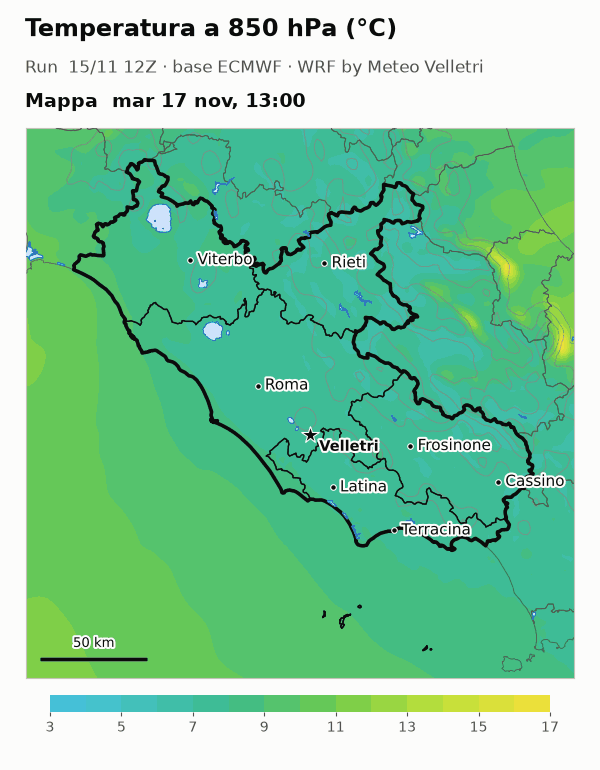 Temperatura a 850 hPa (°C)
Run  15/11 12Z · base ECMWF · WRF by Meteo Velletri
Mappa  mar 17 nov, 13:00
Viterbo
Rieti
Roma
Velletri
Frosinone
Latina
Cassino
Terracina
50 km
3 5 7 9 11 13 15 17